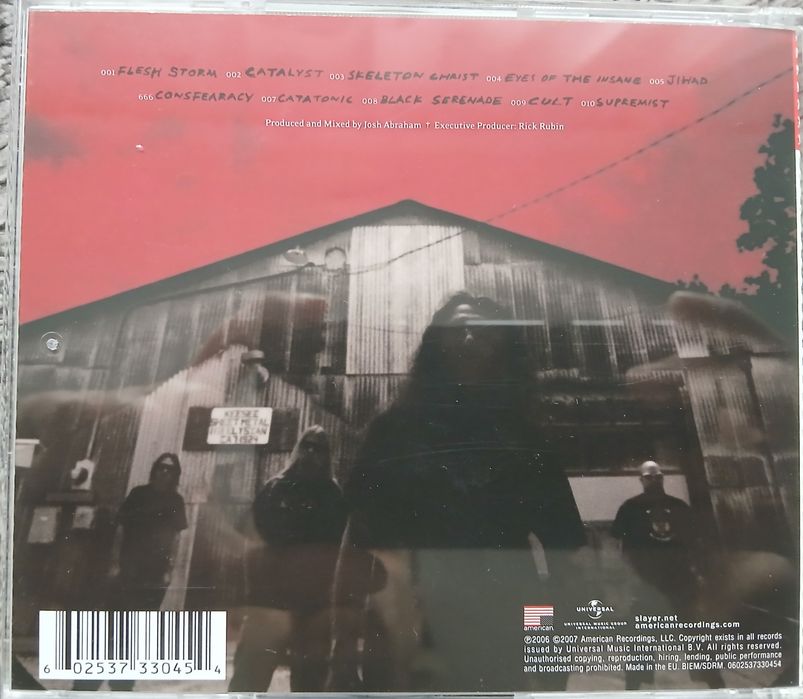 001 FLESH STORM 002 CATALYST 003 SKELETON CHRIST 004 EYES OF THE INSANE 005 JIHAD
666 CONSFEARACY 007 CATATONIC 008 BLACK SERENADE 009 CULT 010 SUPREMIST
Produced and Mixed by Josh Abraham † Executive Producer: Rick Rubin
SHEET METAL
american
UNIVERSAL
UNIVERSAL MUSIC GROUP
INTERNATIONAL
slayer.net
americanrecordings.com
℗2006 ©2007 American Recordings, LLC. Copyright exists in all records
issued by Universal Music International B.V. All rights reserved.
Unauthorised copying, reproduction, hiring, lending, public performance
and broadcasting prohibited. Made in the EU. BIEM/SDRM. 0602537330454
6 02537 33045 4